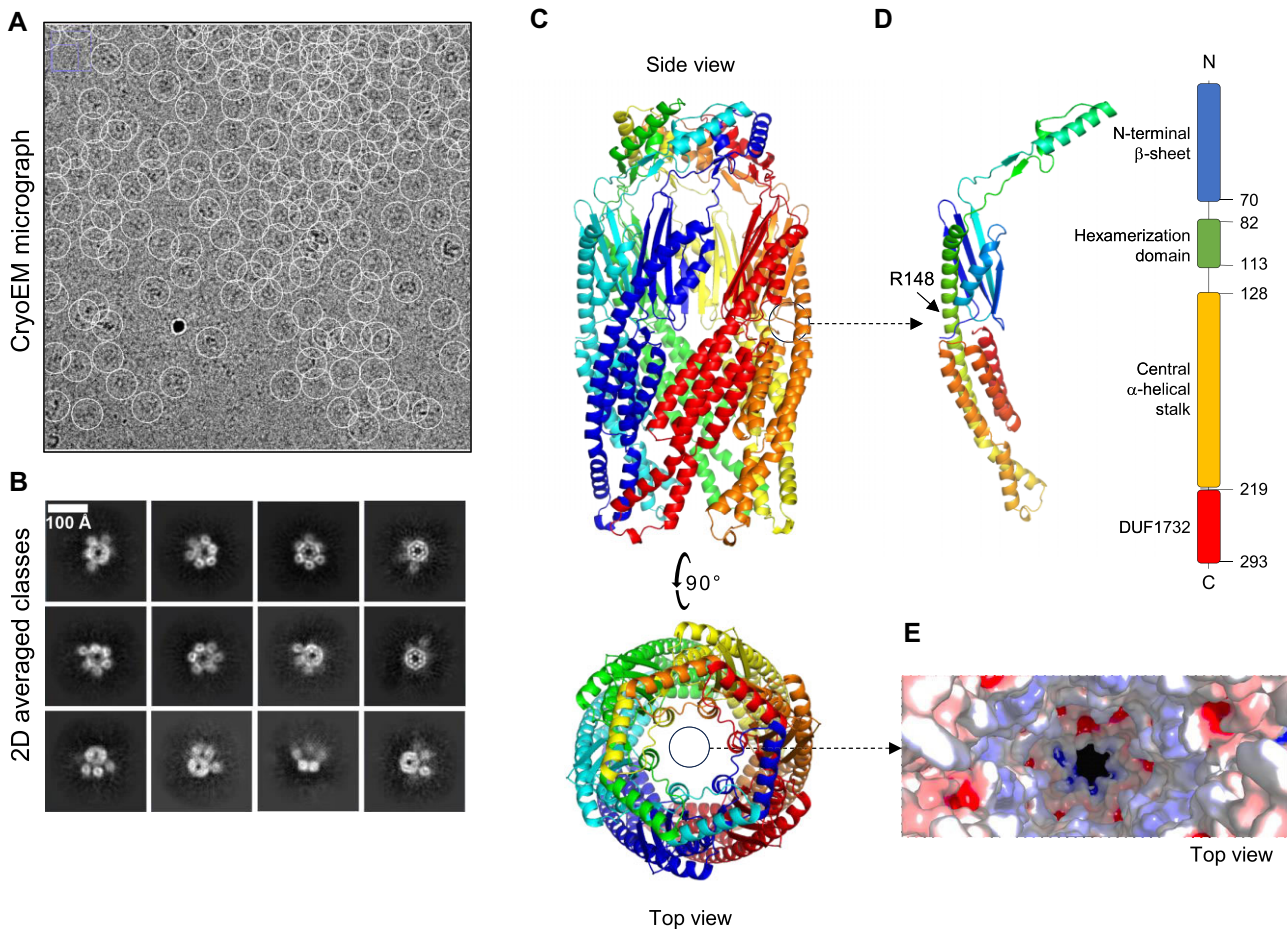 A
CryoEM micrograph
B
100 Å
2D averaged classes
C
Side view
90°
Top view
D
N
N-terminal
β-sheet
70
82
Hexamerization
domain
113
R148
128
Central
α-helical
stalk
219
DUF1732
293
C
E
Top view